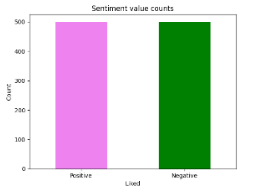 Sentiment value counts
500
400
300
200
100
0
Count
Positive
Negative
Liked